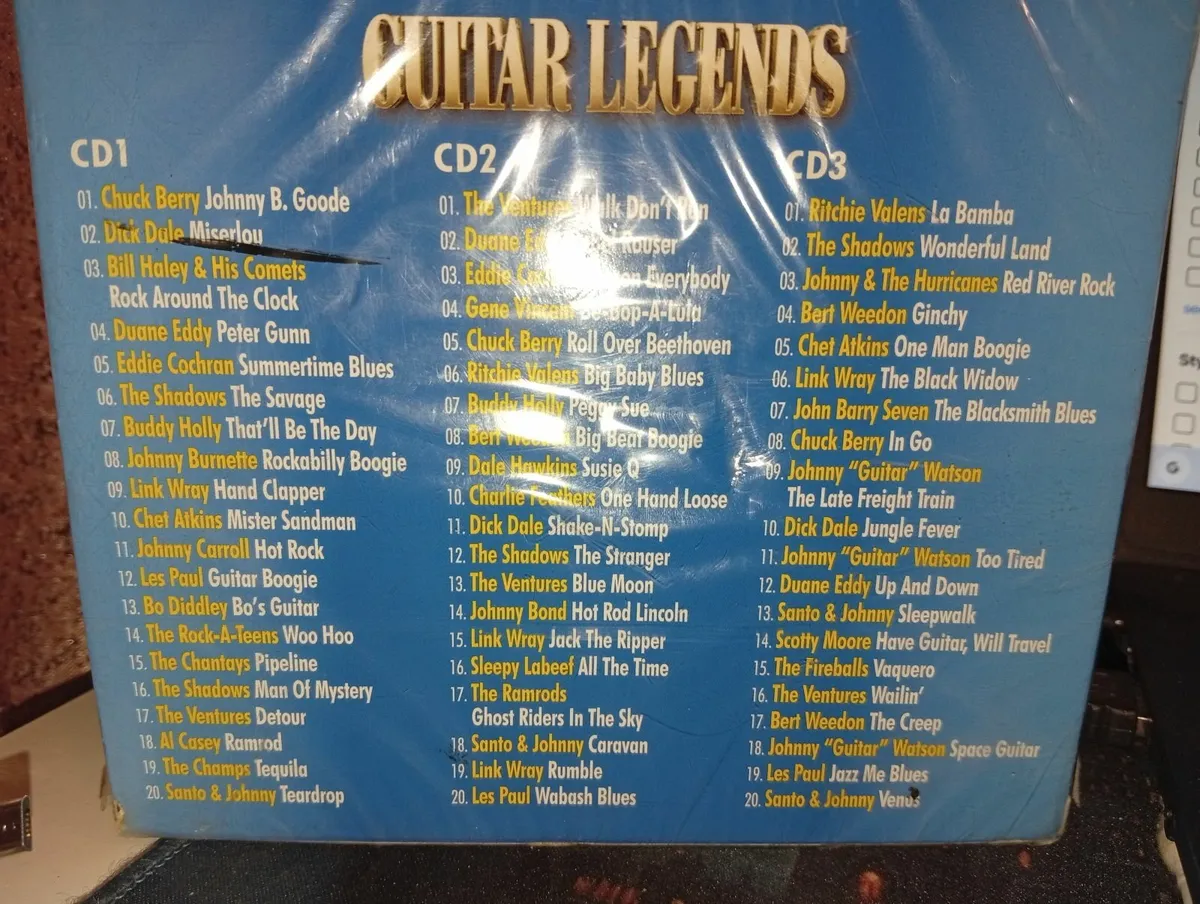 GUITAR LEGENDS
CD1
01. Chuck Berry Johnny B. Goode
02. Dick Dale Miserlou
03. Bill Haley & His Comets
Rock Around The Clock
04. Duane Eddy Peter Gunn
05. Eddie Cochran Summertime Blues
06. The Shadows The Savage
07. Buddy Holly That'll Be The Day
08. Johnny Burnette Rockabilly Boogie
09. Link Wray Hand Clapper
10. Chet Atkins Mister Sandman
11. Johnny Carroll Hot Rock
12. Les Paul Guitar Boogie
13. Bo Diddley Bo's Guitar
14. The Rock-A-Teens Woo Hoo
15. The Chantays Pipeline
16. The Shadows Man Of Mystery
17. The Ventures Detour
18. Al Casey Ramrod
19. The Champs Tequila
20. Santo & Johnny Teardrop
CD2
01. The Ventures Walk Don't Run
02. Duane Rouser
03. Eddie Everybody
04. Gene Vincent Be-Bop-A-Lula
05. Chuck Berry Roll Over Beethoven
06. Ritchie Valens Big Baby Blues
07. Buddy Holly Peggy Sue
08. Bert Weedon Big Beat Boogie
09. Dale Hawkins Susie Q
10. Charlie Feathers One Hand Loose
11. Dick Dale Shake-N-Stomp
12. The Shadows The Stranger
13. The Ventures Blue Moon
14. Johnny Bond Hot Rod Lincoln
15. Link Wray Jack The Ripper
16. Sleepy Labeef All The Time
17. The Ramrods
Ghost Riders In The Sky
18. Santo & Johnny Caravan
19. Link Wray Rumble
20. Les Paul Wabash Blues
CD3
01. Ritchie Valens La Bamba
02. The Shadows Wonderful Land
03. Johnny & The Hurricanes Red River Rock
04. Bert Weedon Ginchy
05. Chet Atkins One Man Boogie
06. Link Wray The Black Widow
07. John Barry Seven The Blacksmith Blues
08. Chuck Berry In Go
09. Johnny "Guitar" Watson
The Late Freight Train
10. Dick Dale Jungle Fever
11. Johnny "Guitar" Watson Too Tired
12. Duane Eddy Up And Down
13. Santo & Johnny Sleepwalk
14. Scotty Moore Have Guitar, Will Travel
15. The Fireballs Vaquero
16. The Ventures Wailin'
17. Bert Weedon The Creep
18. Johnny "Guitar" Watson Space Guitar
19. Les Paul Jazz Me Blues
20. Santo & Johnny Venus